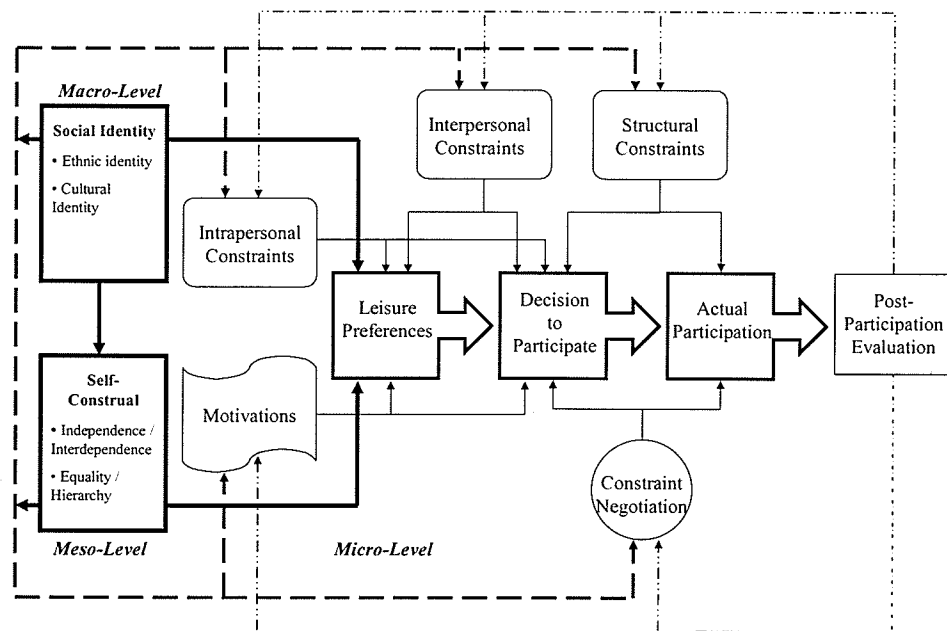 Macro-Level
Social Identity
• Ethnic identity
• Cultural
Identity
Interpersonal
Constraints
Structural
Constraints
Intrapersonal
Constraints
Leisure
Preferences
Decision
to
Participate
Actual
Participation
Post-
Participation
Evaluation
Self-
Construal
• Independence /
Interdependence
• Equality /
Hierarchy
Motivations
Constraint
Negotiation
Meso-Level
Micro-Level